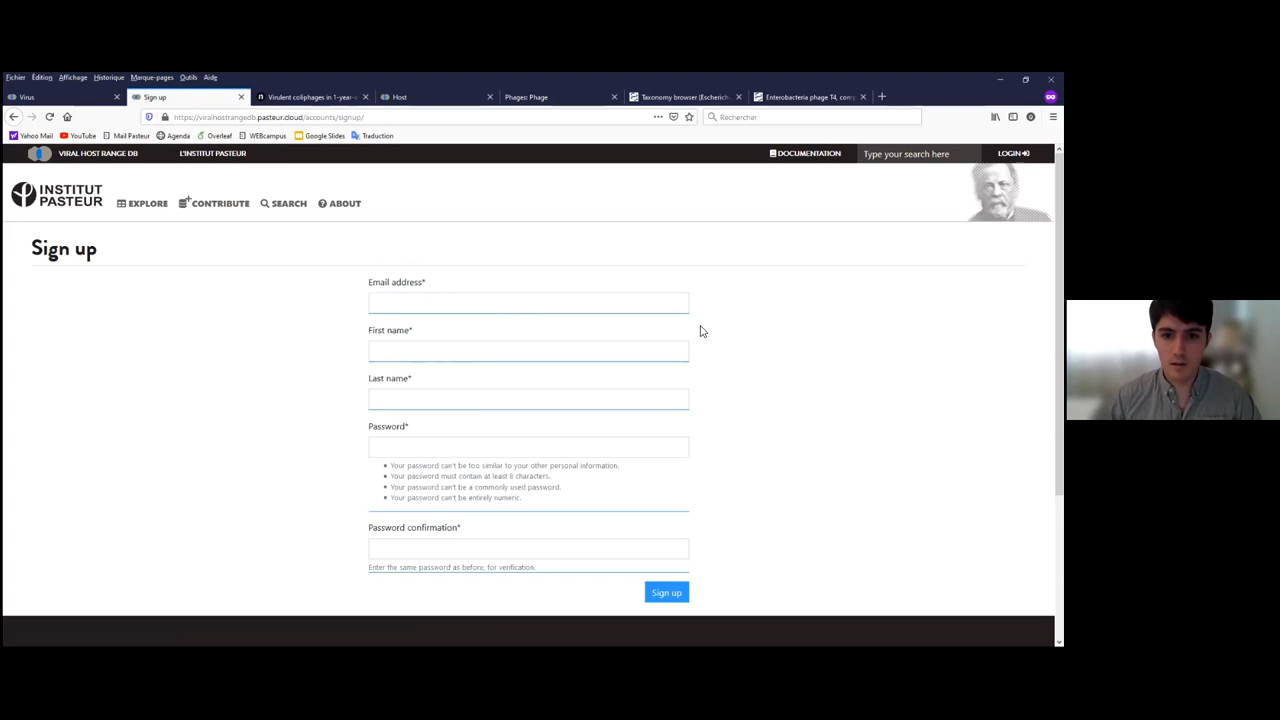 Fichier Édition Affichage Historique Marque-pages Outils Aide
Virus
Sign up
Virulent coliphages in 1-year-o
Host
Phages: Phage
Taxonomy browser (Escherich
Enterobacteria phage T4, comp
https://viralhostrangedb.pasteur.cloud/accounts/signup/
Rechercher
Yahoo Mail YouTube Mail Pasteur Agenda Overleaf WEBcampus Google Slides Traduction
VIRAL HOST RANGE DB L'INSTITUT PASTEUR DOCUMENTATION Type your search here LOGIN
INSTITUT
PASTEUR
EXPLORE CONTRIBUTE SEARCH ABOUT
Sign up
Email address*
First name*
Last name*
Password*
Your password can't be too similar to your other personal information.
Your password must contain at least 8 characters.
Your password can't be a commonly used password.
Your password can't be entirely numeric.
Password confirmation*
Enter the same password as before, for verification.
Sign up